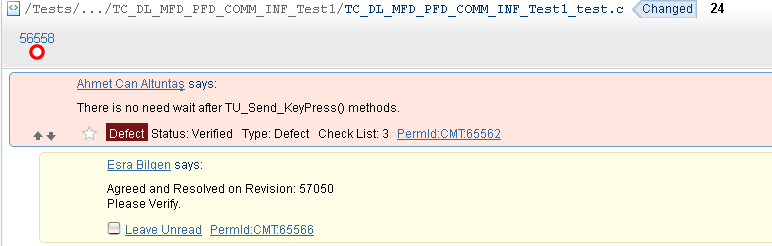 /Tests/.../TC_DL_MFD_PFD_COMM_INF_Test1/TC_DL_MFD_PFD_COMM_INF_Test1_test.c Changed 24
56558
Ahmet Can Altuntaş says:
There is no need wait after TU_Send_KeyPress() methods.
Defect Status: Verified Type: Defect Check List: 3 PermId:CMT:65562
Esra Bilgen says:
Agreed and Resolved on Revision: 57050
Please Verify.
Leave Unread PermId:CMT:65566